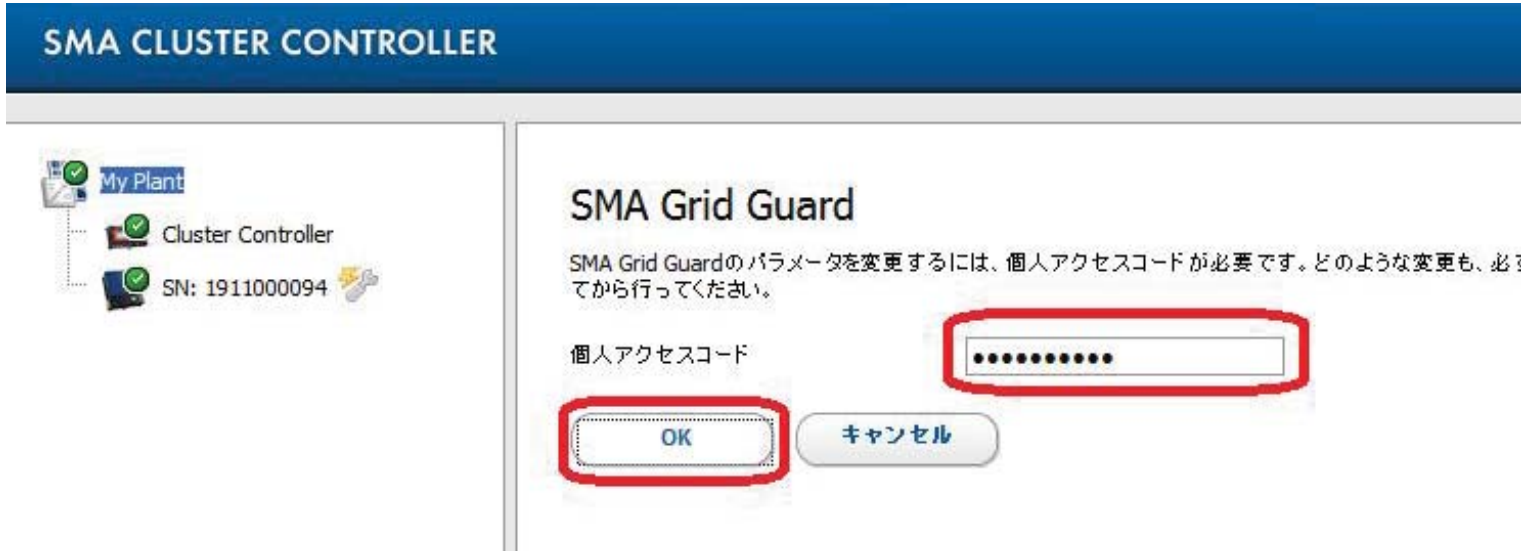 SMA CLUSTER CONTROLLER
My Plant
Cluster Controller
SN: 1911000094
SMA Grid Guard
SMA Grid Guardのパラメータを変更するには、個人アクセスコードが必要です。どのような変更も、必ず
てから行ってください。
個人アクセスコード
••••••••••
OK
キャンセル